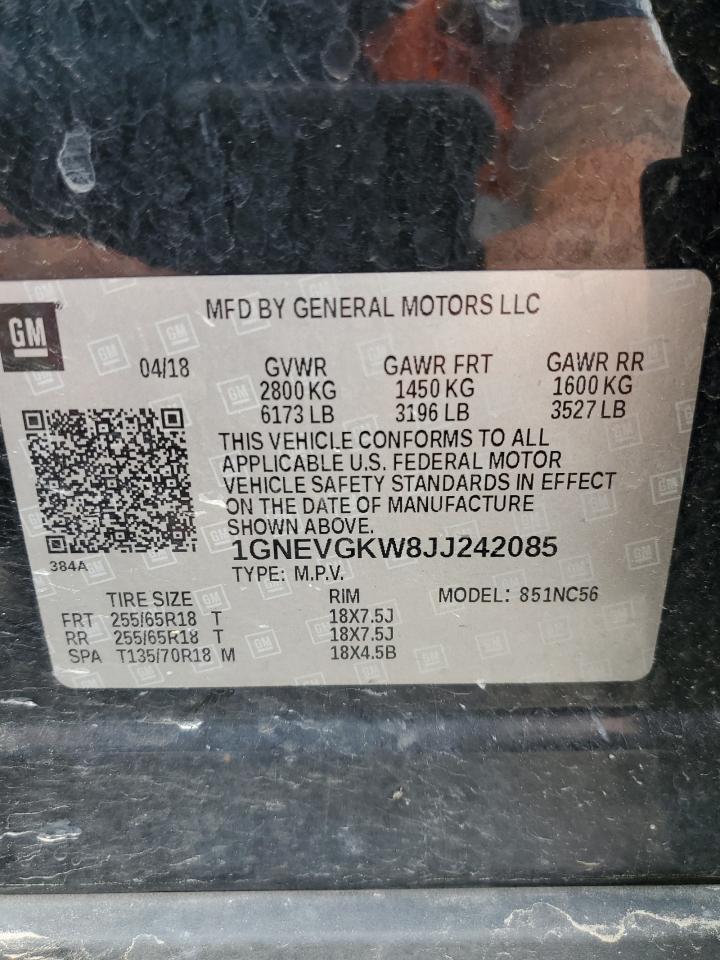 GM
MFD BY GENERAL MOTORS LLC
04/18 GVWR GAWR FRT GAWR RR
2800 KG 1450 KG 1600 KG
6173 LB 3196 LB 3527 LB
THIS VEHICLE CONFORMS TO ALL
APPLICABLE U.S. FEDERAL MOTOR
VEHICLE SAFETY STANDARDS IN EFFECT
ON THE DATE OF MANUFACTURE
SHOWN ABOVE.
1GNEVGKW8JJ242085
384A
TYPE: M.P.V.
TIRE SIZE RIM MODEL: 851NC56
FRT 255/65R18 T 18X7.5J
RR 255/65R18 T 18X7.5J
SPA T135/70R18 M 18X4.5B